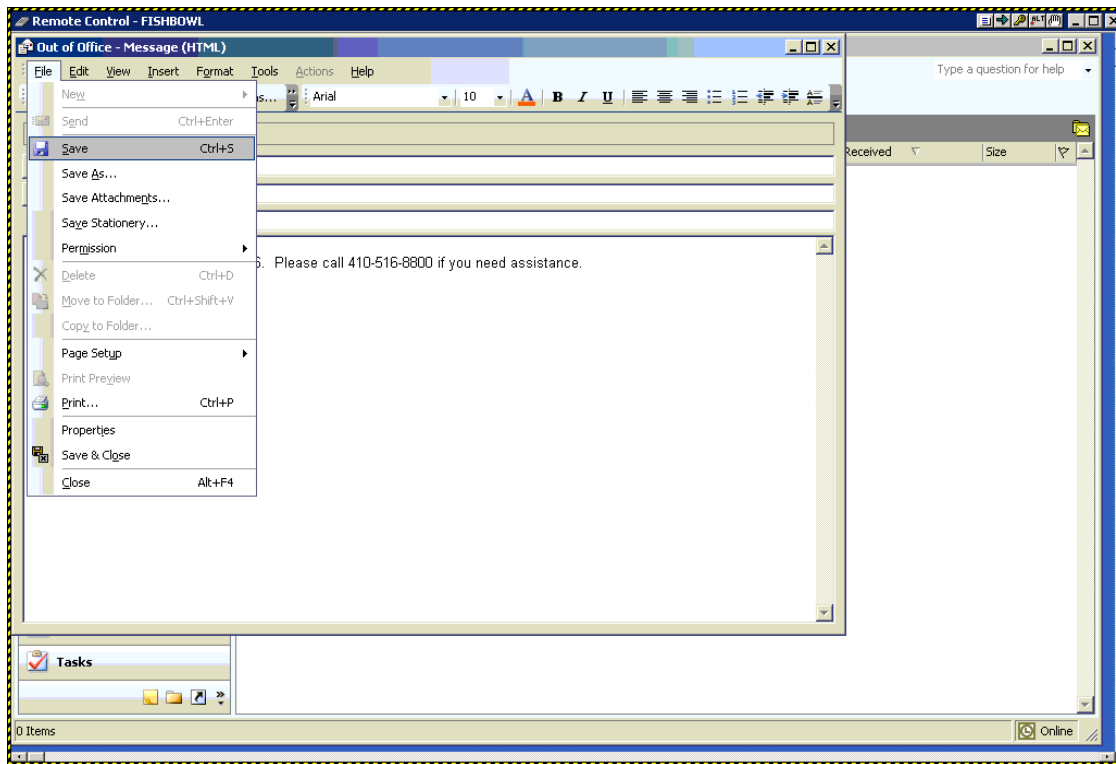 Remote Control - FISHBOWL
Out of Office - Message (HTML)
File Edit View Insert Format Tools Actions Help
Type a question for help
Arial 10 A B I U
New
Send Ctrl+Enter
Save Ctrl+S
Received Size
Save As...
Save Attachments...
Save Stationery...
Permission
6. Please call 410-516-8800 if you need assistance.
Delete Ctrl+D
Move to Folder... Ctrl+Shift+V
Copy to Folder...
Page Setup
Print Preview
Print... Ctrl+P
Properties
Save & Close
Close Alt+F4
Tasks
0 Items
Online